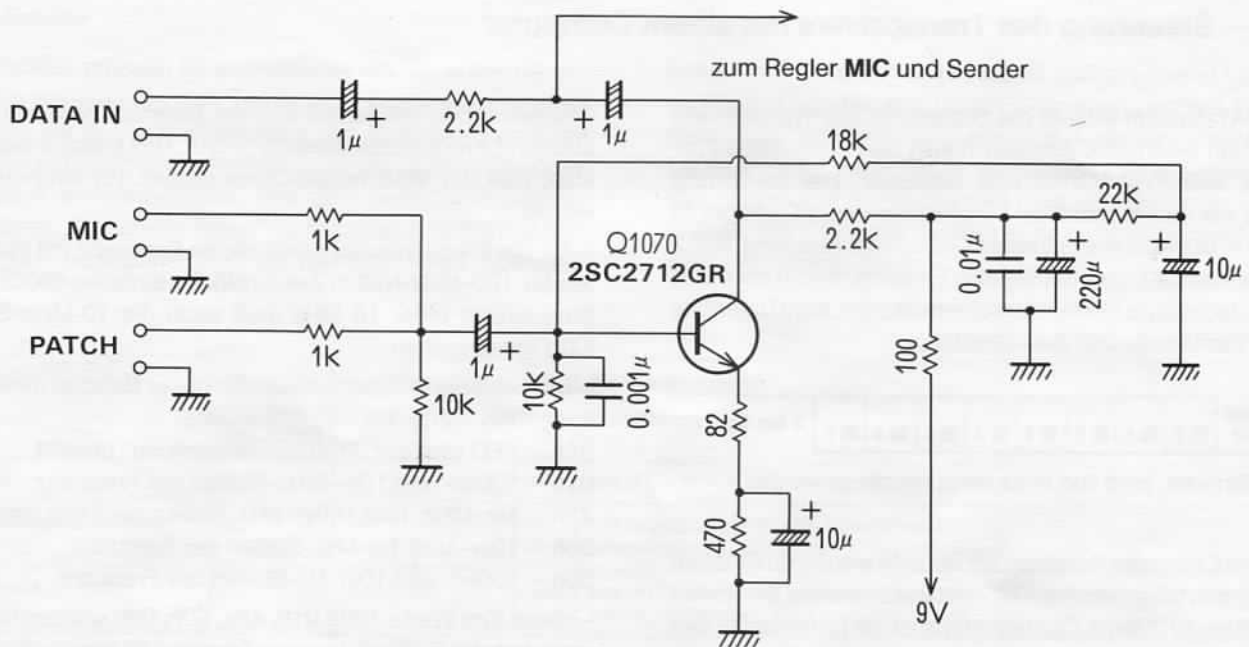 zum Regler MIC und Sender
DATA IN
1µ +
2.2k
+ 1µ
18k
MIC
1k
Q1070
2SC2712GR
2.2k
0.01µ
220µ
+
22k
+
10µ
PATCH
1k
1µ +
10k
10k
0.001µ
82
100
470
+
10µ
9V